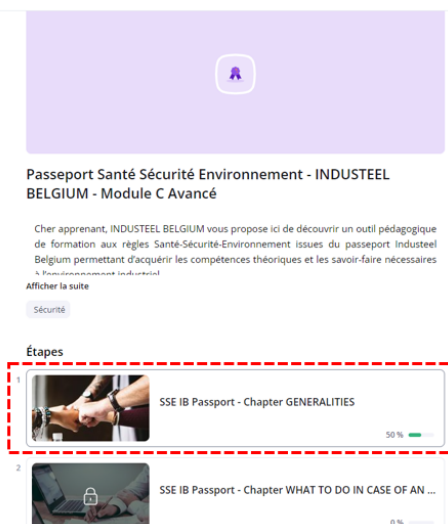 Passeport Santé Sécurité Environnement - INDUSTEEL
BELGIUM - Module C Avancé
Cher apprenant, INDUSTEEL BELGIUM vous propose ici de découvrir un outil pédagogique
de formation aux règles Santé-Sécurité-Environnement issues du passeport Industeel
Belgium permettant d'acquérir les compétences théoriques et les savoir-faire nécessaires
à l'environnement industriel
Afficher la suite
Sécurité
Étapes
1
SSE IB Passport - Chapter GENERALITIES
50 %
2
SSE IB Passport - Chapter WHAT TO DO IN CASE OF AN ...
0 %